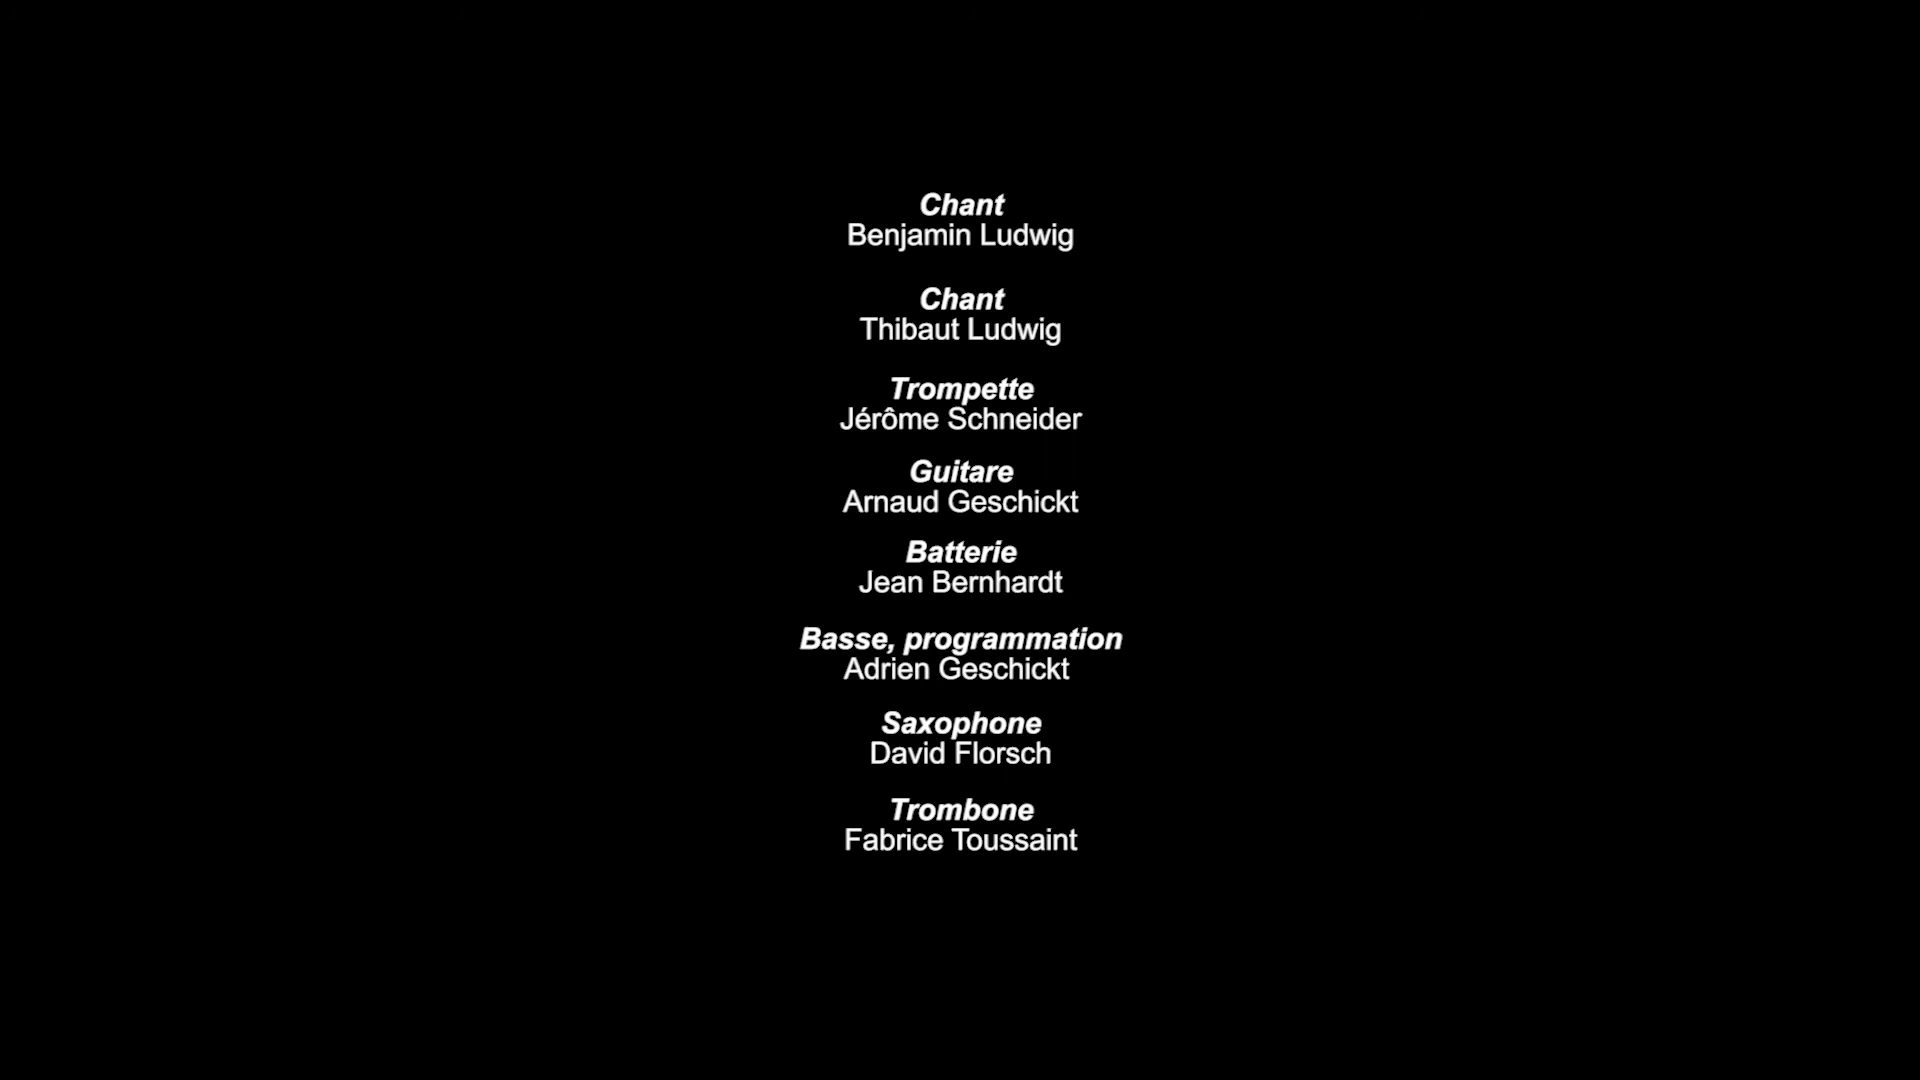 Chant
Benjamin Ludwig
Chant
Thibaut Ludwig
Trompette
Jérôme Schneider
Guitare
Arnaud Geschickt
Batterie
Jean Bernhardt
Basse, programmation
Adrien Geschickt
Saxophone
David Florsch
Trombone
Fabrice Toussaint